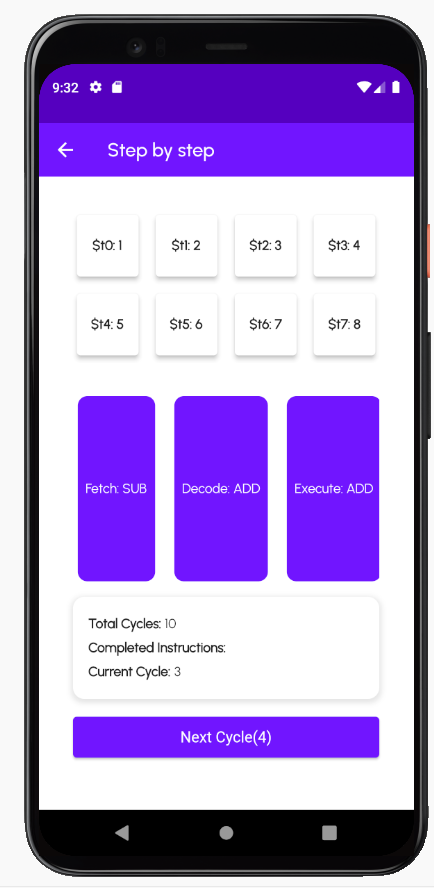 9:32
Step by step
$t0: 1 $t1: 2 $t2: 3 $t3: 4
$t4: 5 $t5: 6 $t6: 7 $t7: 8
Fetch: SUB Decode: ADD Execute: ADD
Total Cycles: 10
Completed Instructions:
Current Cycle: 3
Next Cycle(4)